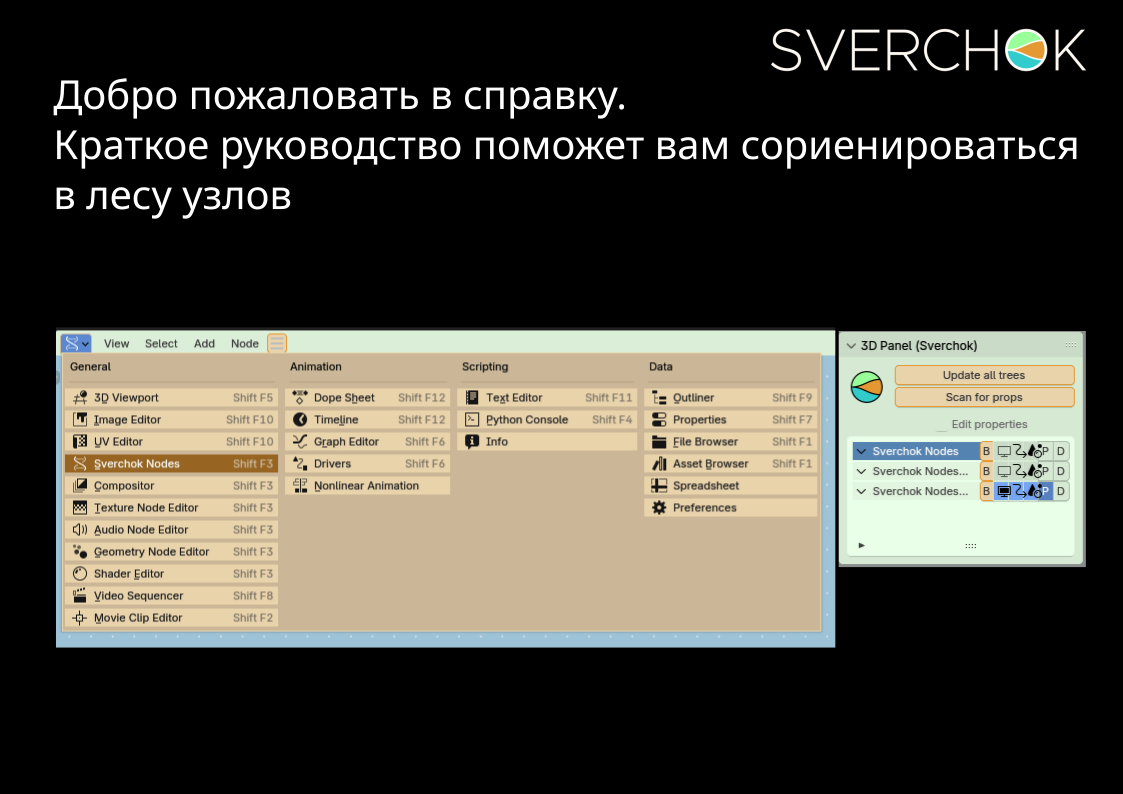 SVERCHOK
Добро пожаловать в справку.
Краткое руководство поможет вам сориенироваться
в лесу узлов
View Select Add Node
General Animation Scripting Data
3D Viewport Shift F5 Dope Sheet Shift F12 Text Editor Shift F11 Outliner Shift F9
Image Editor Shift F10 Timeline Shift F12 Python Console Shift F4 Properties Shift F7
UV Editor Shift F10 Graph Editor Shift F6 Info File Browser Shift F1
Sverchok Nodes Shift F3 Drivers Shift F6 Asset Browser Shift F1
Compositor Shift F3 Nonlinear Animation Spreadsheet
Texture Node Editor Shift F3 Preferences
Audio Node Editor Shift F3
Geometry Node Editor Shift F3
Shader Editor Shift F3
Video Sequencer Shift F8
Movie Clip Editor Shift F2
3D Panel (Sverchok)
Update all trees
Scan for props
Edit properties
Sverchok Nodes B P D
Sverchok Nodes... B P D
Sverchok Nodes... B P D